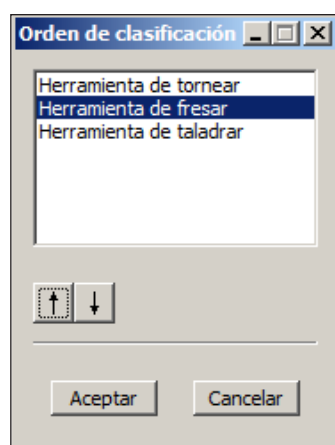 Orden de clasificación
Herramienta de tornear
Herramienta de fresar
Herramienta de taladrar
Aceptar
Cancelar